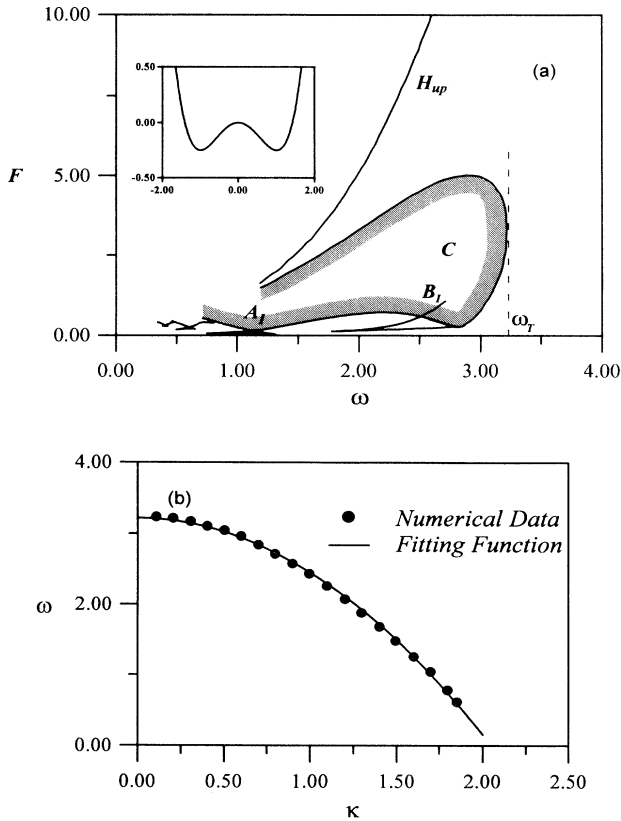 10.00
0.50
0.00
-0.50
-2.00 0.00 2.00
(a)
H_up
F
5.00
C
A_I
B_I
ω_T
0.00
0.00 1.00 2.00 3.00 4.00
ω
4.00
(b)
Numerical Data
Fitting Function
ω
2.00
0.00
0.00 0.50 1.00 1.50 2.00 2.50
κ